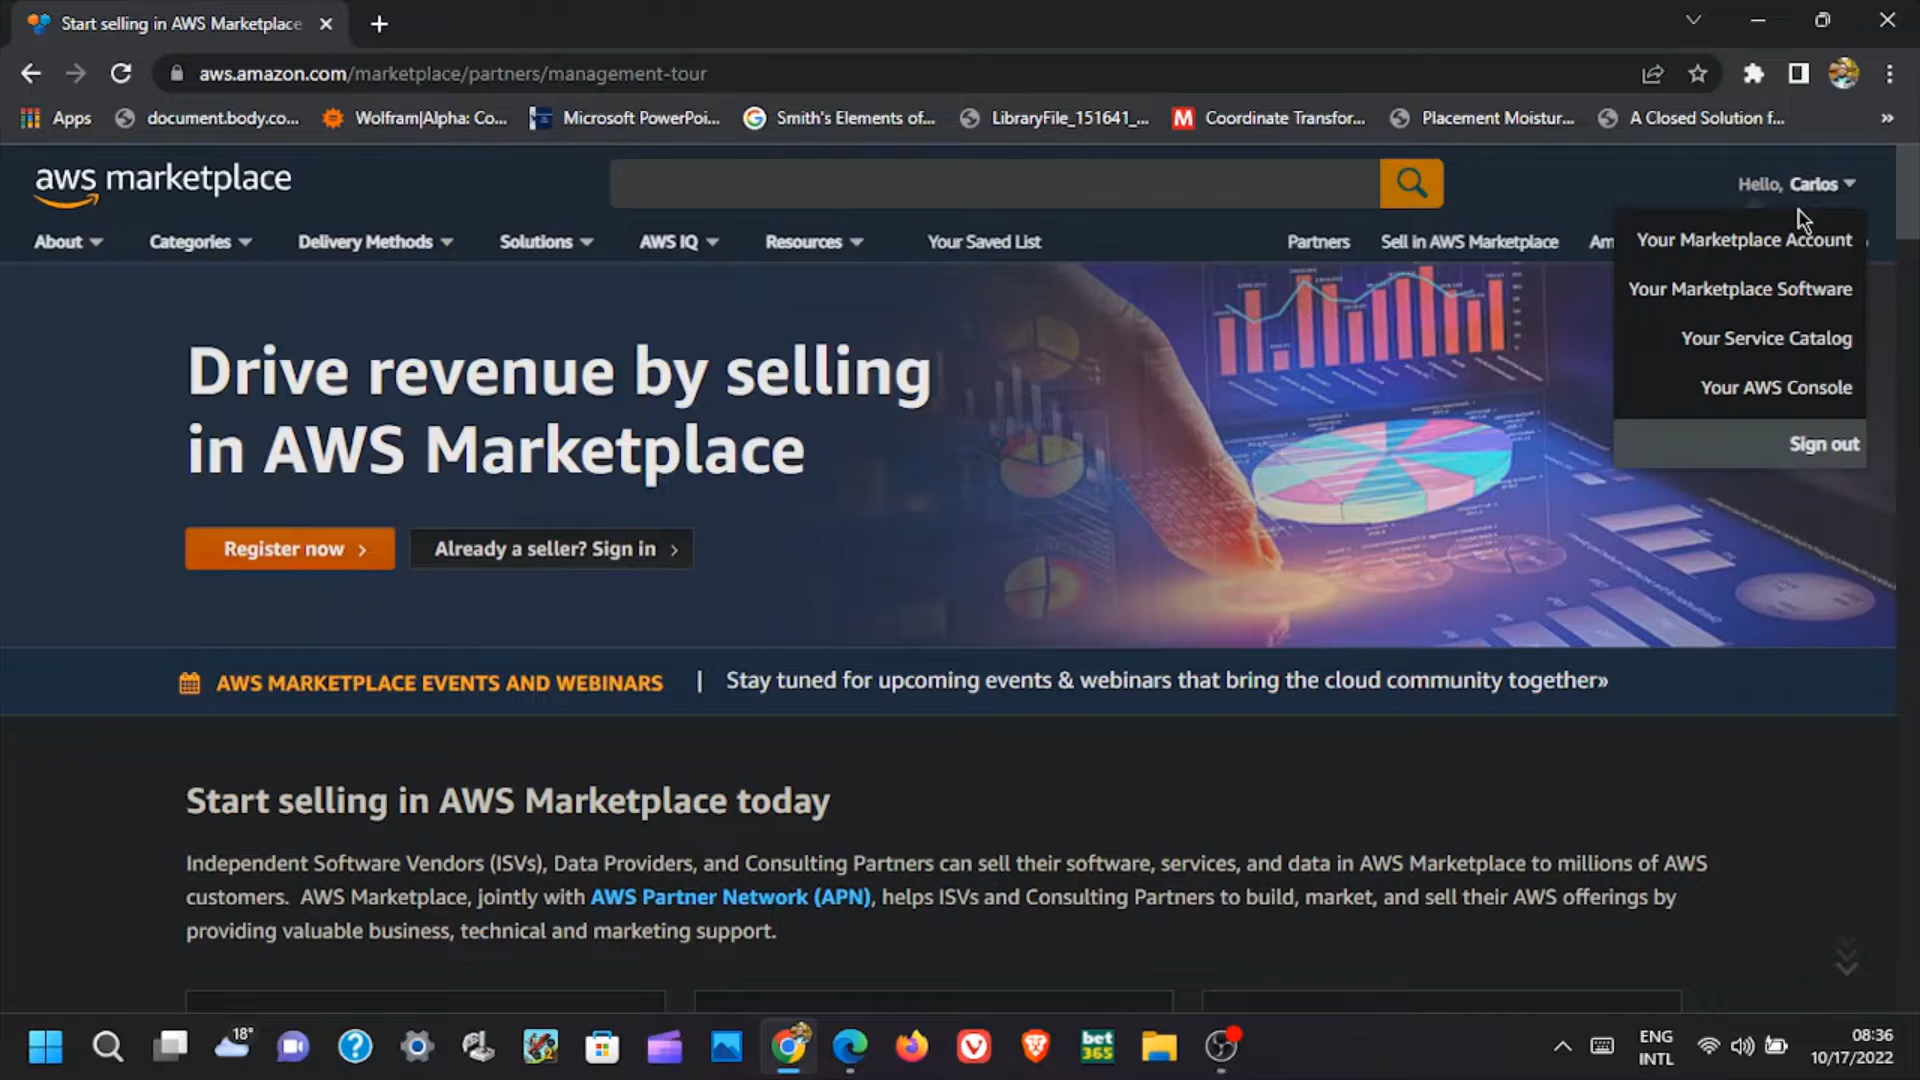 Start selling in AWS Marketplace
aws.amazon.com/marketplace/partners/management-tour
Apps
document.body.co...
Wolfram|Alpha: Co...
Microsoft PowerPoi...
Smith's Elements of...
LibraryFile_151641_...
Coordinate Transfor...
Placement Moistur...
A Closed Solution f...
»
aws marketplace
Hello, Carlos
About
Categories
Delivery Methods
Solutions
AWS IQ
Resources
Your Saved List
Partners
Sell in AWS Marketplace
Am
Your Marketplace Account
Your Marketplace Software
Your Service Catalog
Your AWS Console
Sign out
Drive revenue by selling
in AWS Marketplace
Register now
Already a seller? Sign in
AWS MARKETPLACE EVENTS AND WEBINARS | Stay tuned for upcoming events & webinars that bring the cloud community together»
Start selling in AWS Marketplace today
Independent Software Vendors (ISVs), Data Providers, and Consulting Partners can sell their software, services, and data in AWS Marketplace to millions of AWS
customers. AWS Marketplace, jointly with AWS Partner Network (APN), helps ISVs and Consulting Partners to build, market, and sell their AWS offerings by
providing valuable business, technical and marketing support.
18°
bet
365
ENG
INTL
08:36
10/17/2022